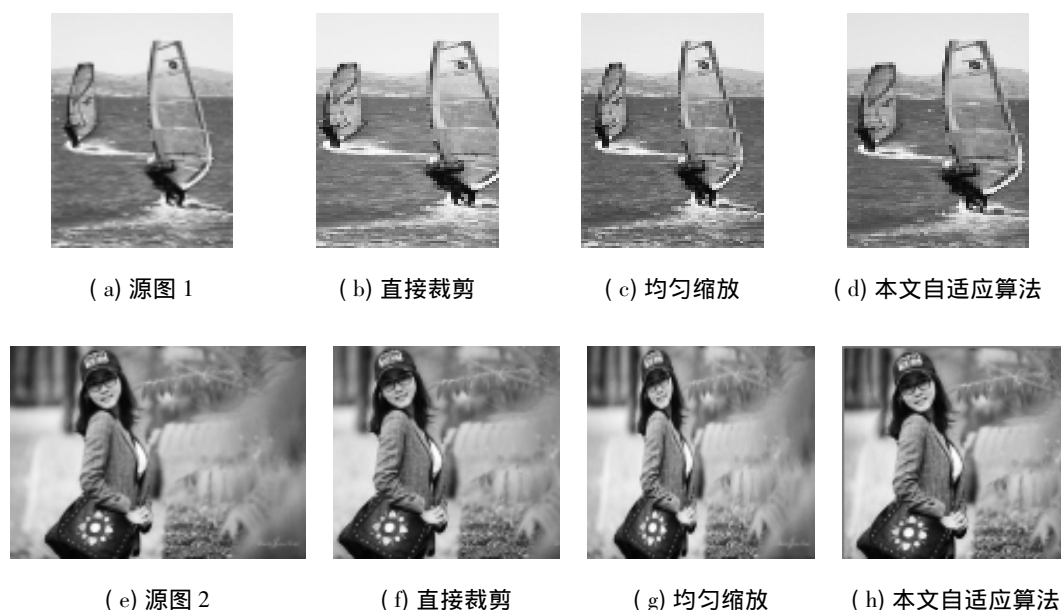 ( a) 源图 1
( b) 直接裁剪
( c) 均匀缩放
( d) 本文自适应算法
( e) 源图 2
( f) 直接裁剪
( g) 均匀缩放
( h) 本文自适应算法